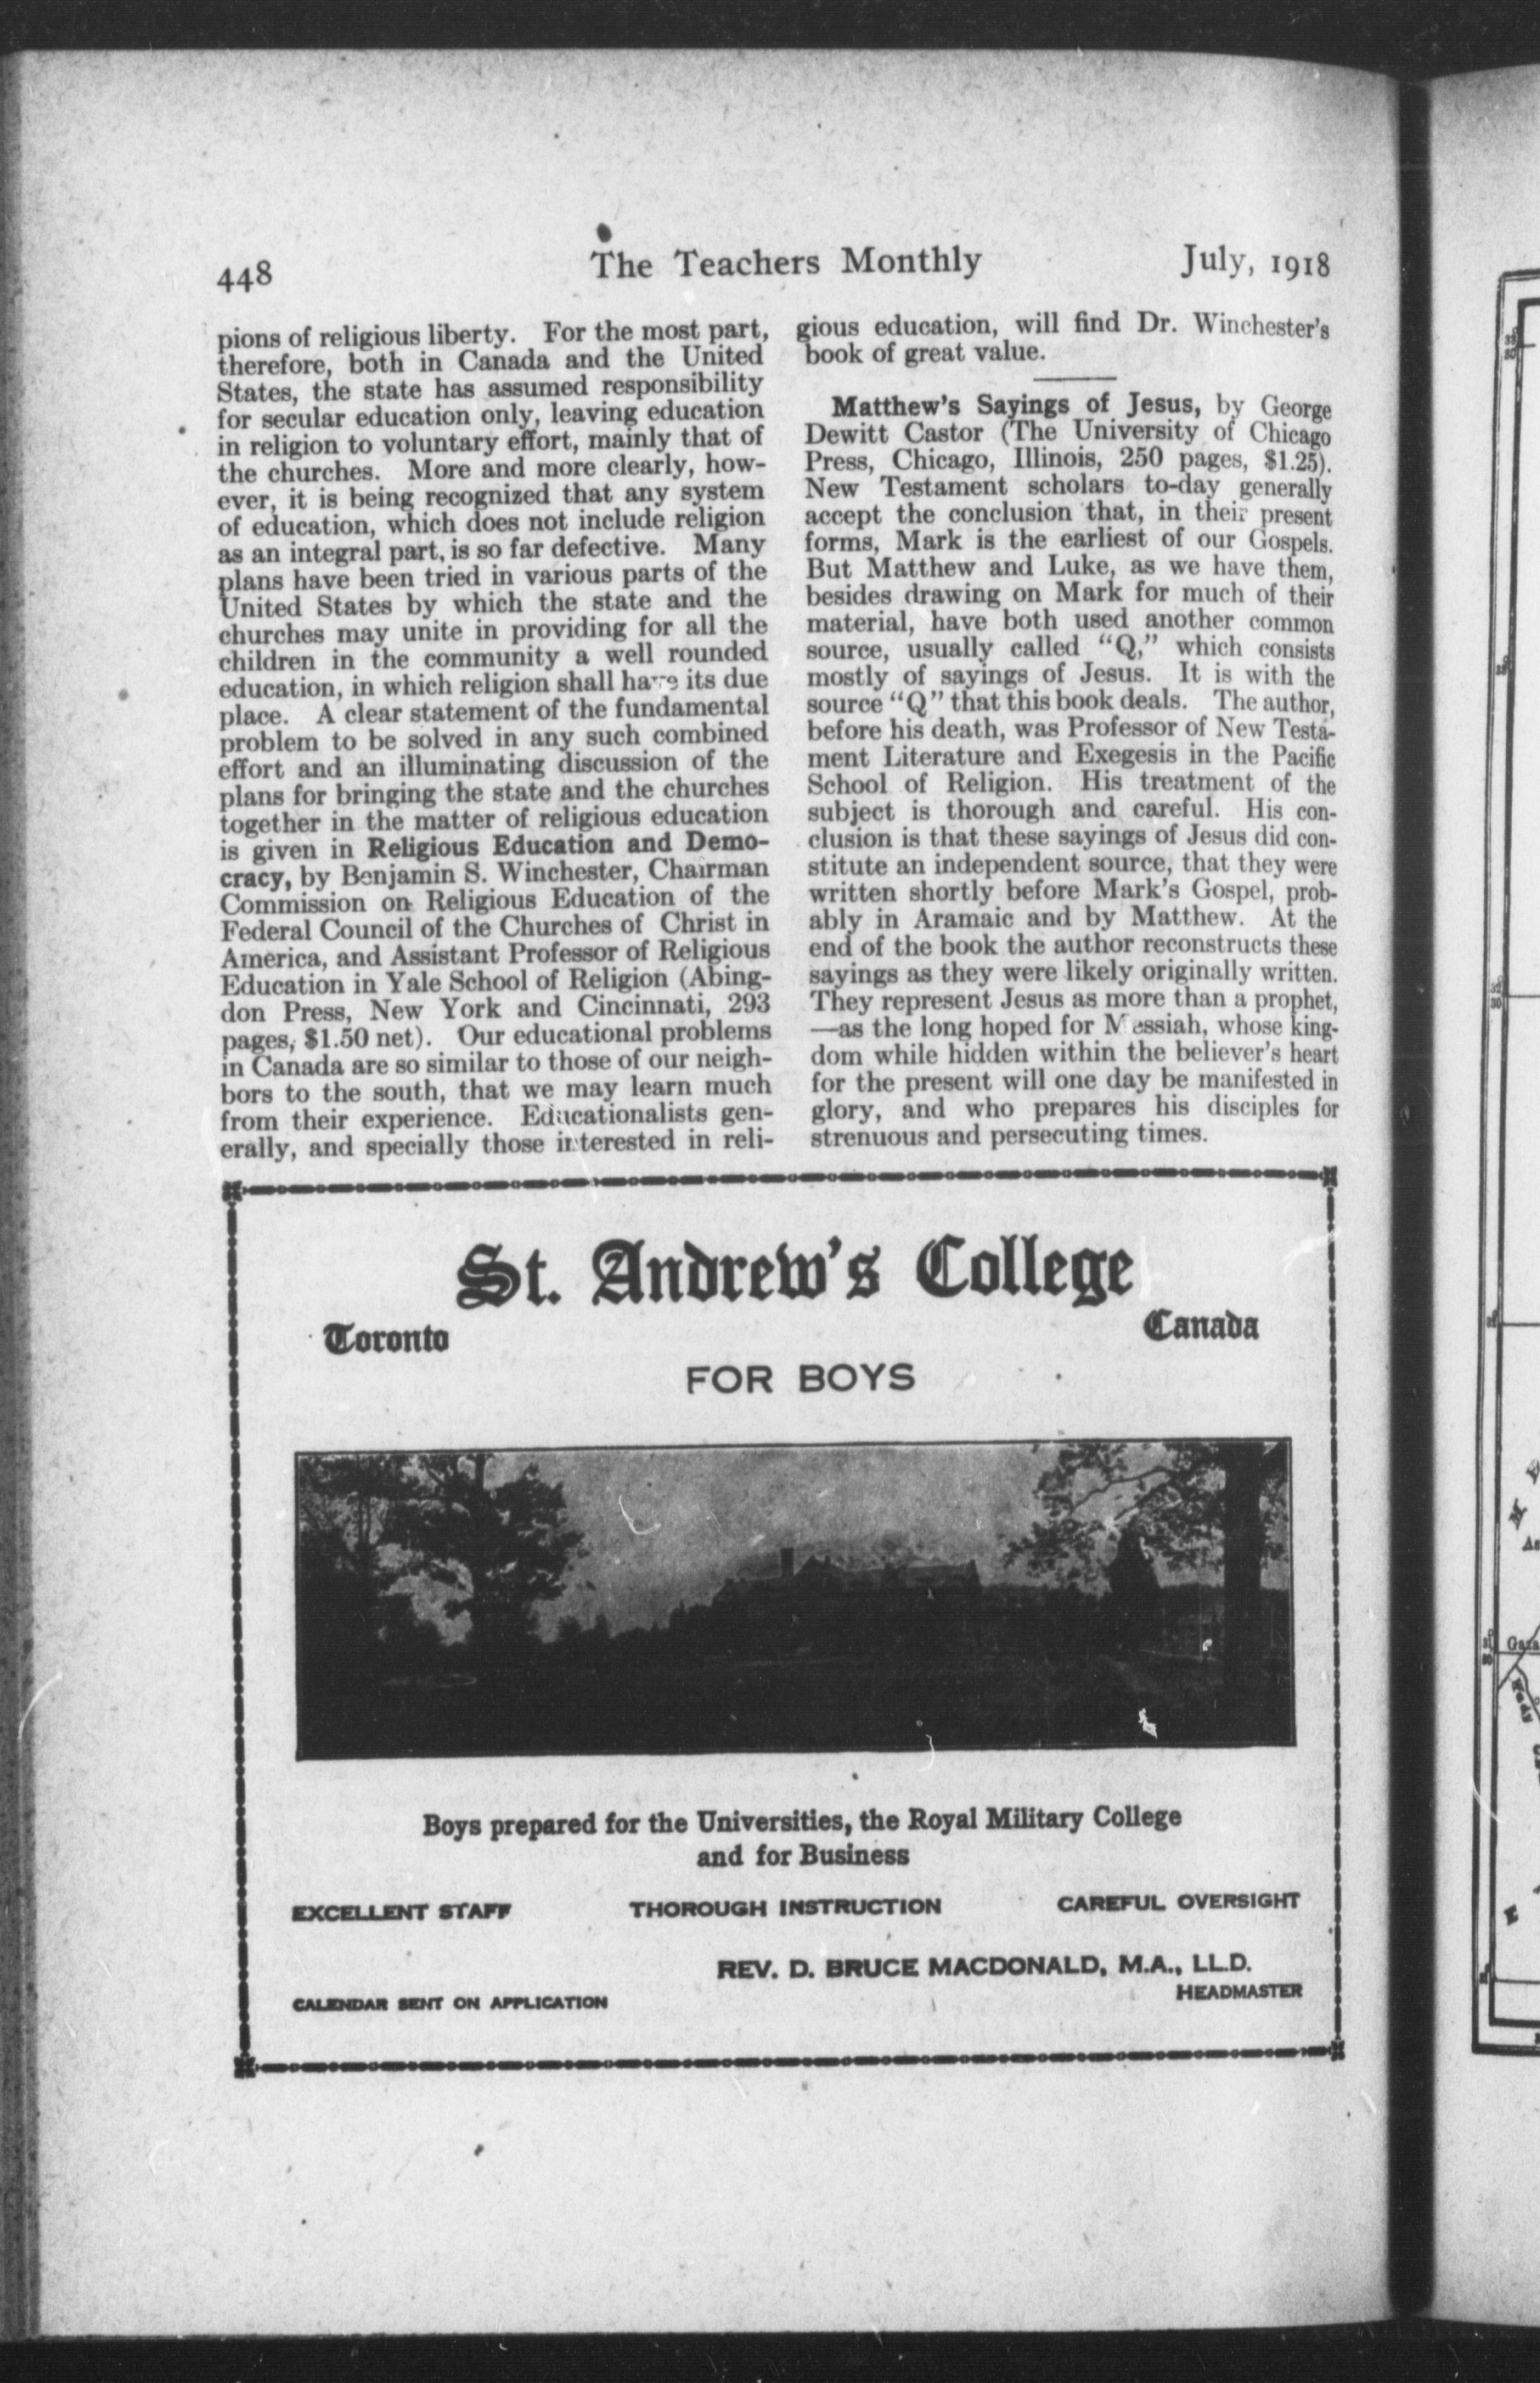 448
The Teachers Monthly
July, 1918
pions of religious liberty. For the most part,
therefore, both in Canada and the United
States, the state has assumed responsibility
for secular education only, leaving education
in religion to voluntary effort, mainly that of
the churches. More and more clearly, how-
ever, it is being recognized that any system
of education, which does not include religion
as an integral part, is so far defective. Many
plans have been tried in various parts of the
United States by which the state and the
churches may unite in providing for all the
children in the community a well rounded
education, in which religion shall have its due
place. A clear statement of the fundamental
problem to be solved in any such combined
effort and an illuminating discussion of the
plans for bringing the state and the churches
together in the matter of religious education
is given in Religious Education and Demo-
cracy, by Benjamin S. Winchester, Chairman
Commission on Religious Education of the
Federal Council of the Churches of Christ in
America, and Assistant Professor of Religious
Education in Yale School of Religion (Abing-
don Press, New York and Cincinnati, 293
pages, $1.50 net). Our educational problems
in Canada are so similar to those of our neigh-
bors to the south, that we may learn much
from their experience. Educationalists gen-
erally, and specially those interested in reli-
gious education, will find Dr. Winchester's
book of great value.
Matthew's Sayings of Jesus, by George
Dewitt Castor (The University of Chicago
Press, Chicago, Illinois, 250 pages, $1.25).
New Testament scholars to-day generally
accept the conclusion that, in their present
forms, Mark is the earliest of our Gospels.
But Matthew and Luke, as we have them,
besides drawing on Mark for much of their
material, have both used another common
source, usually called "Q," which consists
mostly of sayings of Jesus. It is with the
source "Q" that this book deals. The author,
before his death, was Professor of New Testa-
ment Literature and Exegesis in the Pacific
School of Religion. His treatment of the
subject is thorough and careful. His con-
clusion is that these sayings of Jesus did con-
stitute an independent source, that they were
written shortly before Mark's Gospel, prob-
ably in Aramaic and by Matthew. At the
end of the book the author reconstructs these
sayings as they were likely originally written.
They represent Jesus as more than a prophet,
—as the long hoped for Messiah, whose king-
dom while hidden within the believer's heart
for the present will one day be manifested in
glory, and who prepares his disciples for
strenuous and persecuting times.
St. Andrew's College
Toronto
Canada
FOR BOYS
Boys prepared for the Universities, the Royal Military College
and for Business
EXCELLENT STAFF
THOROUGH INSTRUCTION
CAREFUL OVERSIGHT
REV. D. BRUCE MACDONALD, M.A., LL.D.
HEADMASTER
CALENDAR SENT ON APPLICATION